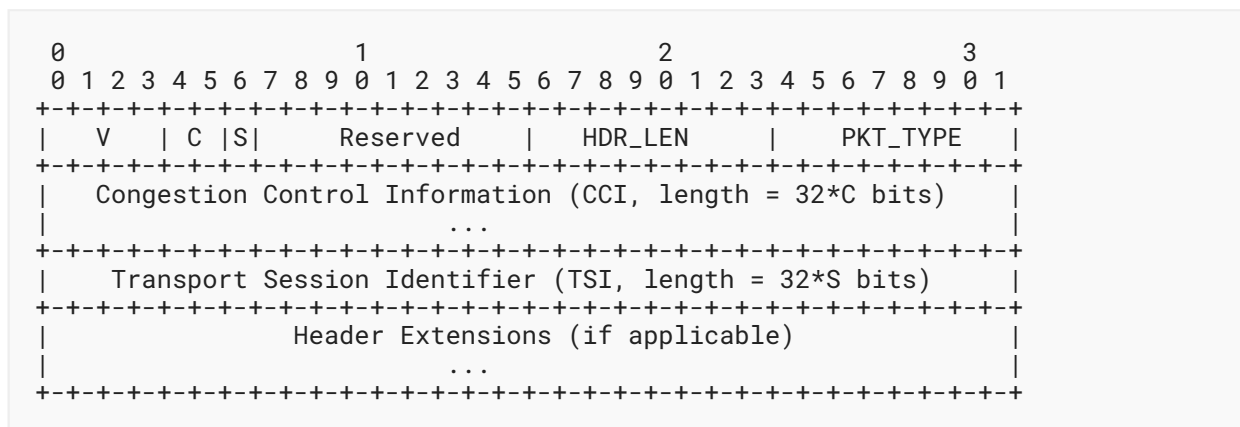 0                   1                   2                   3
 0 1 2 3 4 5 6 7 8 9 0 1 2 3 4 5 6 7 8 9 0 1 2 3 4 5 6 7 8 9 0 1
+-+-+-+-+-+-+-+-+-+-+-+-+-+-+-+-+-+-+-+-+-+-+-+-+-+-+-+-+-+-+-+-+
|   V   | C |S|     Reserved    |   HDR_LEN     |    PKT_TYPE   |
+-+-+-+-+-+-+-+-+-+-+-+-+-+-+-+-+-+-+-+-+-+-+-+-+-+-+-+-+-+-+-+-+
|   Congestion Control Information (CCI, length = 32*C bits)    |
|                          ...                                  |
+-+-+-+-+-+-+-+-+-+-+-+-+-+-+-+-+-+-+-+-+-+-+-+-+-+-+-+-+-+-+-+-+
|    Transport Session Identifier (TSI, length = 32*S bits)     |
+-+-+-+-+-+-+-+-+-+-+-+-+-+-+-+-+-+-+-+-+-+-+-+-+-+-+-+-+-+-+-+-+
|                Header Extensions (if applicable)              |
|                          ...                                  |
+-+-+-+-+-+-+-+-+-+-+-+-+-+-+-+-+-+-+-+-+-+-+-+-+-+-+-+-+-+-+-+-+